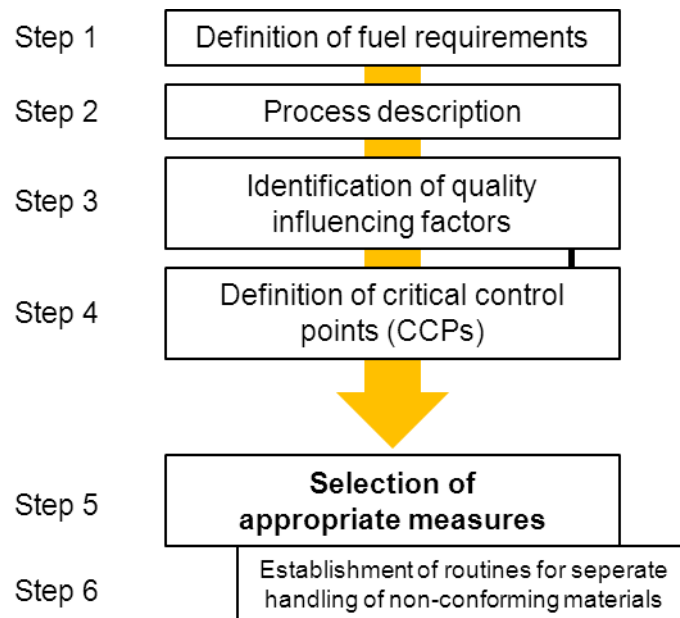 Step 1
Definition of fuel requirements
Step 2
Process description
Step 3
Identification of quality
influencing factors
Step 4
Definition of critical control
points (CCPs)
Step 5
Selection of
appropriate measures
Step 6
Establishment of routines for seperate
handling of non-conforming materials